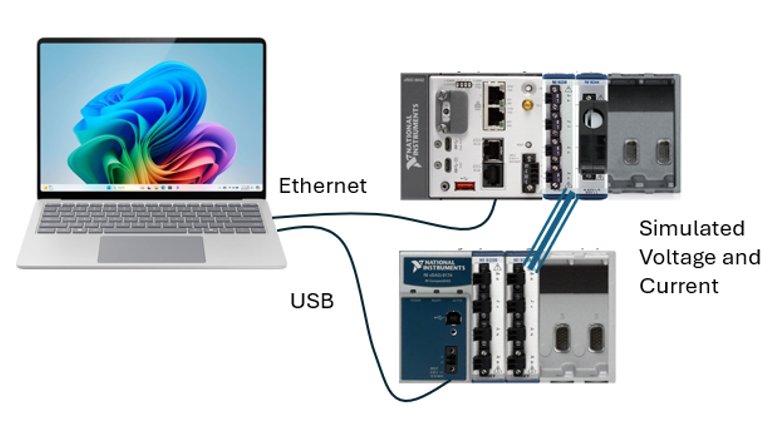 Ethernet
NATIONAL
INSTRUMENTS
Simulated
Voltage and
Current
NATIONAL
INSTRUMENTS
USB